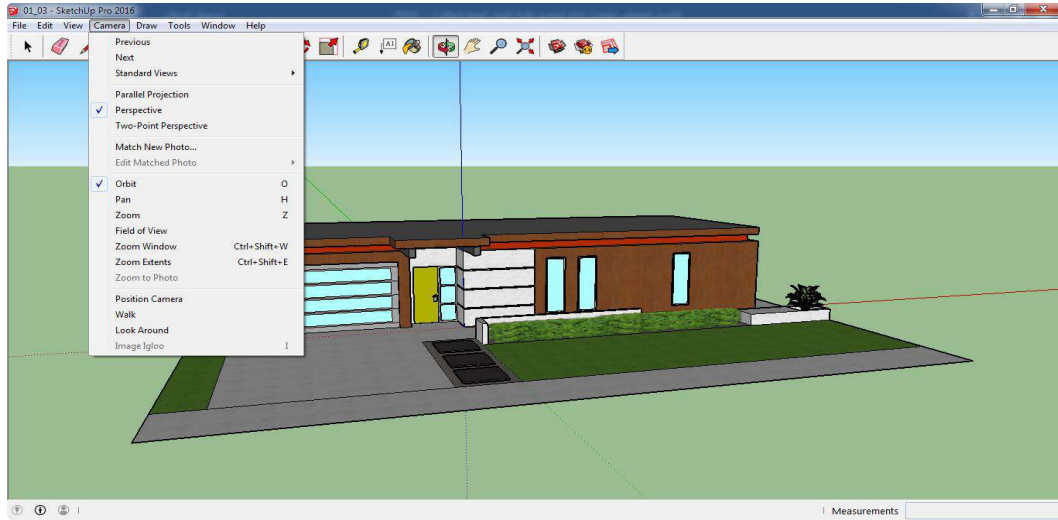 01_03 - SketchUp Pro 2016
File Edit View Camera Draw Tools Window Help
A1
Previous
Next
Standard Views
Parallel Projection
✓ Perspective
Two-Point Perspective
Match New Photo...
Edit Matched Photo
✓ Orbit O
Pan H
Zoom Z
Field of View
Zoom Window Ctrl+Shift+W
Zoom Extents Ctrl+Shift+E
Zoom to Photo
Position Camera
Walk
Look Around
Image Igloo I
Measurements